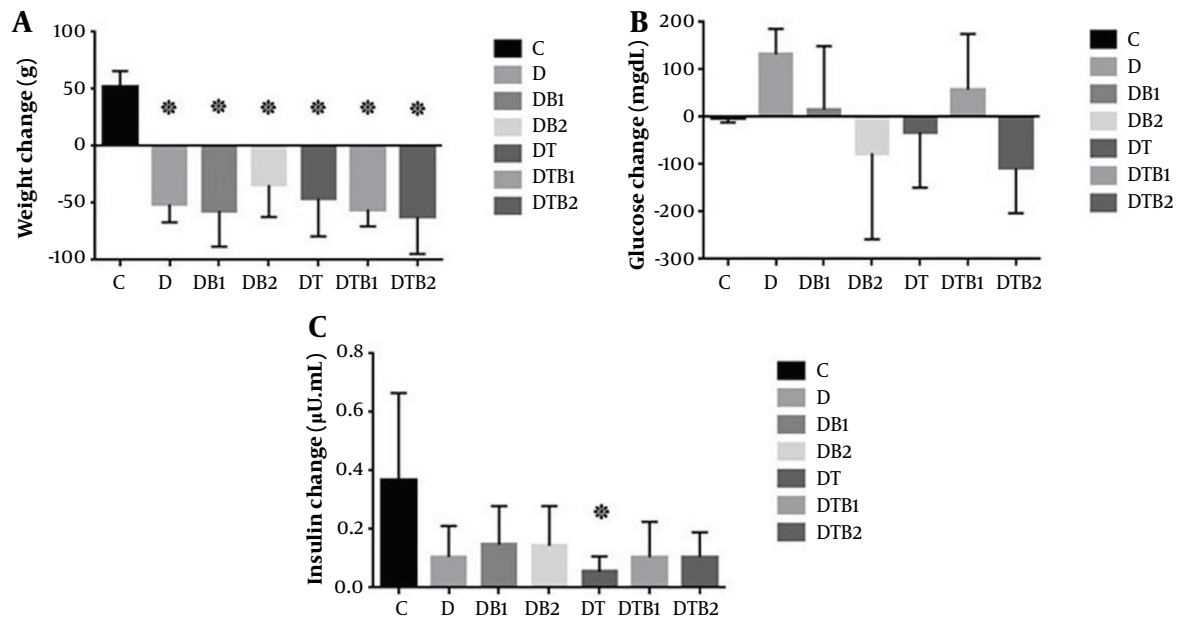 A
Weight change (g)
100
50
0
-50
-100
✽ ✽ ✽ ✽ ✽ ✽
C D DB1 DB2 DT DTB1 DTB2
C
D
DB1
DB2
DT
DTB1
DTB2
B
Glucose change (mgdL)
200
100
0
-100
-200
-300
C D DB1 DB2 DT DTB1 DTB2
C
D
DB1
DB2
DT
DTB1
DTB2
C
Insulin change (µU.mL)
0.8
0.6
0.4
0.2
0.0
✽
C D DB1 DB2 DT DTB1 DTB2
C
D
DB1
DB2
DT
DTB1
DTB2